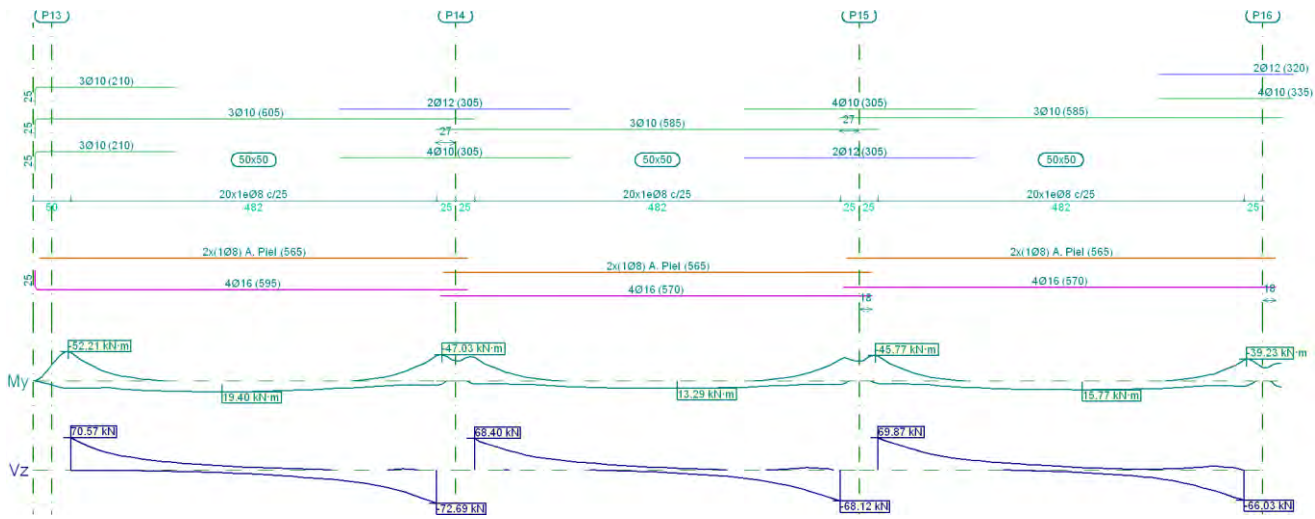 P13 P14 P15 P16
2Ø12 (320)
3Ø10 (210)
25
4Ø10 (335)
2Ø12 (305) 4Ø10 (305)
3Ø10 (605) 3Ø10 (585)
25 27 27
3Ø10 (585)
3Ø10 (210) 4Ø10 (305) 2Ø12 (305)
25 50x50 50x50 50x50
20x1eØ8 c/25 20x1eØ8 c/25 20x1eØ8 c/25
50 482 25 25 482 25 25 482 25
2x(1Ø8) A. Piel (565) 2x(1Ø8) A. Piel (565)
2x(1Ø8) A. Piel (565)
25 4Ø16 (595) 4Ø16 (570)
4Ø16 (570)
18 18
-52.21 kN·m -47.03 kN·m -45.77 kN·m -39.23 kN·m
My
19.40 kN·m 13.29 kN·m 15.77 kN·m
70.57 kN 68.40 kN 69.87 kN
Vz
-72.69 kN -68.12 kN -66.03 kN